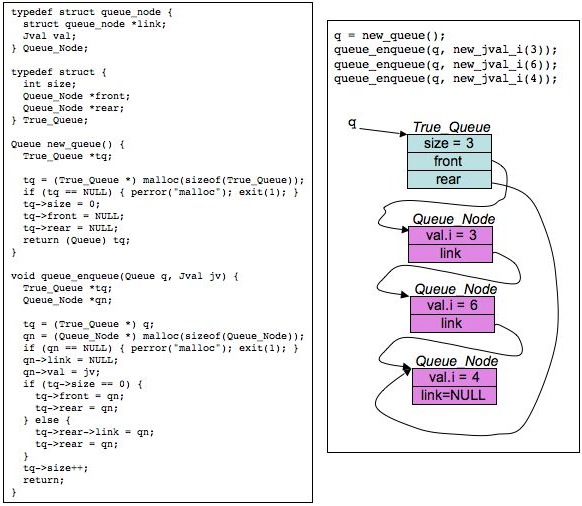 typedef struct queue_node {
  struct queue_node *link;
  Jval val;
} Queue_Node;

typedef struct {
  int size;
  Queue_Node *front;
  Queue_Node *rear;
} True_Queue;

Queue new_queue() {
  True_Queue *tq;

  tq = (True_Queue *) malloc(sizeof(True_Queue));
  if (tq == NULL) { perror("malloc"); exit(1); }
  tq->size = 0;
  tq->front = NULL;
  tq->rear = NULL;
  return (Queue) tq;
}

void queue_enqueue(Queue q, Jval jv) {
  True_Queue *tq;
  Queue_Node *qn;

  tq = (True_Queue *) q;
  qn = (Queue_Node *) malloc(sizeof(Queue_Node));
  if (qn == NULL) { perror("malloc"); exit(1); }
  qn->link = NULL;
  qn->val = jv;
  if (tq->size == 0) {
    tq->front = qn;
    tq->rear = qn;
  } else {
    tq->rear->link = qn;
    tq->rear = qn;
  }
  tq->size++;
  return;
}

q = new_queue();
queue_enqueue(q, new_jval_i(3));
queue_enqueue(q, new_jval_i(6));
queue_enqueue(q, new_jval_i(4));

q
True_Queue
size = 3
front
rear
Queue_Node
val.i = 3
link
Queue_Node
val.i = 6
link
Queue_Node
val.i = 4
link=NULL